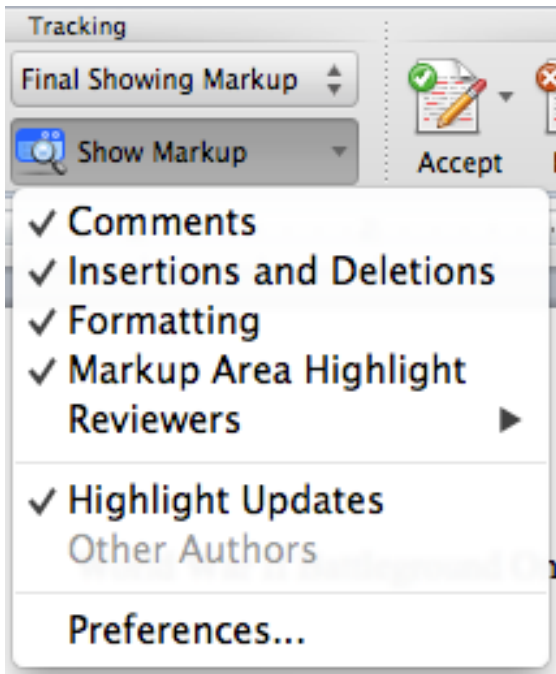 Tracking
Final Showing Markup
Show Markup
Accept
Comments
Insertions and Deletions
Formatting
Markup Area Highlight
Reviewers
Highlight Updates
Other Authors
Preferences...